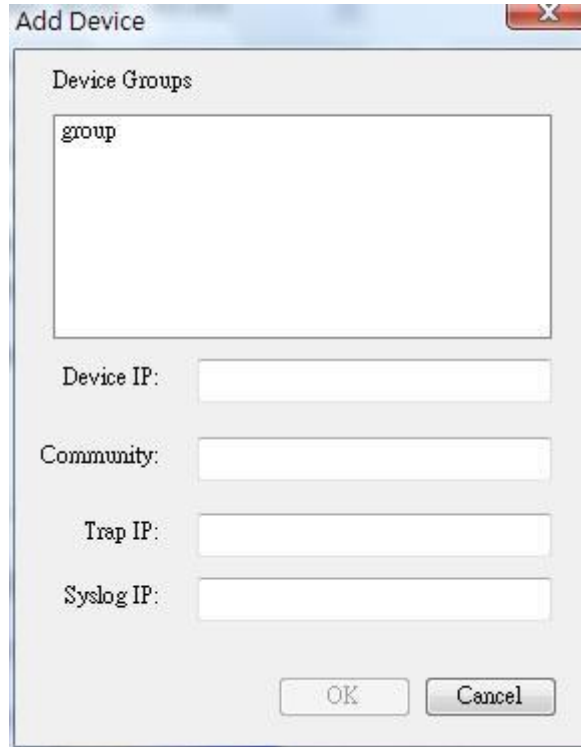 Add Device
Device Groups
group
Device IP:
Community:
Trap IP:
Syslog IP:
OK Cancel